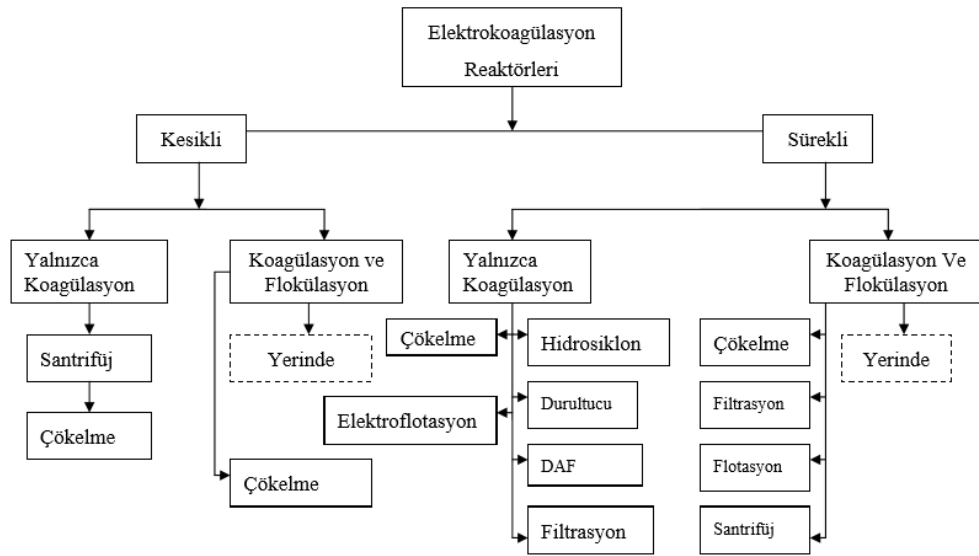 Elektrokoagülasyon
Reaktörleri
Kesikli
Sürekli
Yalnızca
Koagülasyon
Koagülasyon ve
Flokülasyon
Yalnızca
Koagülasyon
Koagülasyon Ve
Flokülasyon
Santrifüj
Yerinde
Çökelme
Hidrosiklon
Çökelme
Yerinde
Çökelme
Elektroflotasyon
Durultucu
Filtrasyon
Çökelme
DAF
Flotasyon
Filtrasyon
Santrifüj